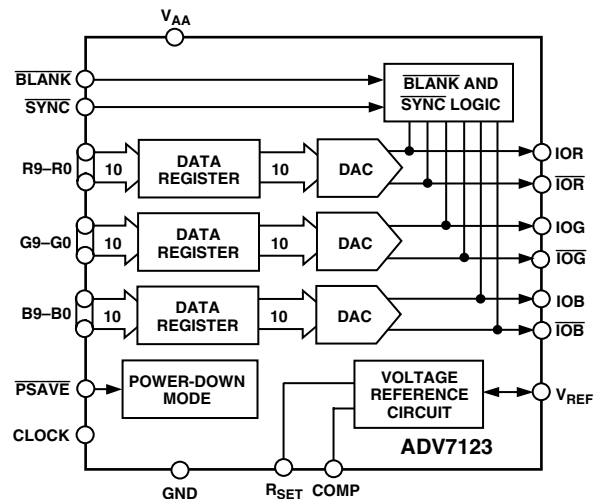 VAA
BLANK
SYNC
BLANK AND
SYNC LOGIC
R9–R0
10
DATA
REGISTER
10
DAC
IOR
IOR
G9–G0
10
DATA
REGISTER
10
DAC
IOG
IOG
B9–B0
10
DATA
REGISTER
10
DAC
IOB
IOB
PSAVE
POWER-DOWN
MODE
VOLTAGE
REFERENCE
CIRCUIT
VREF
CLOCK
ADV7123
GND
RSET
COMP